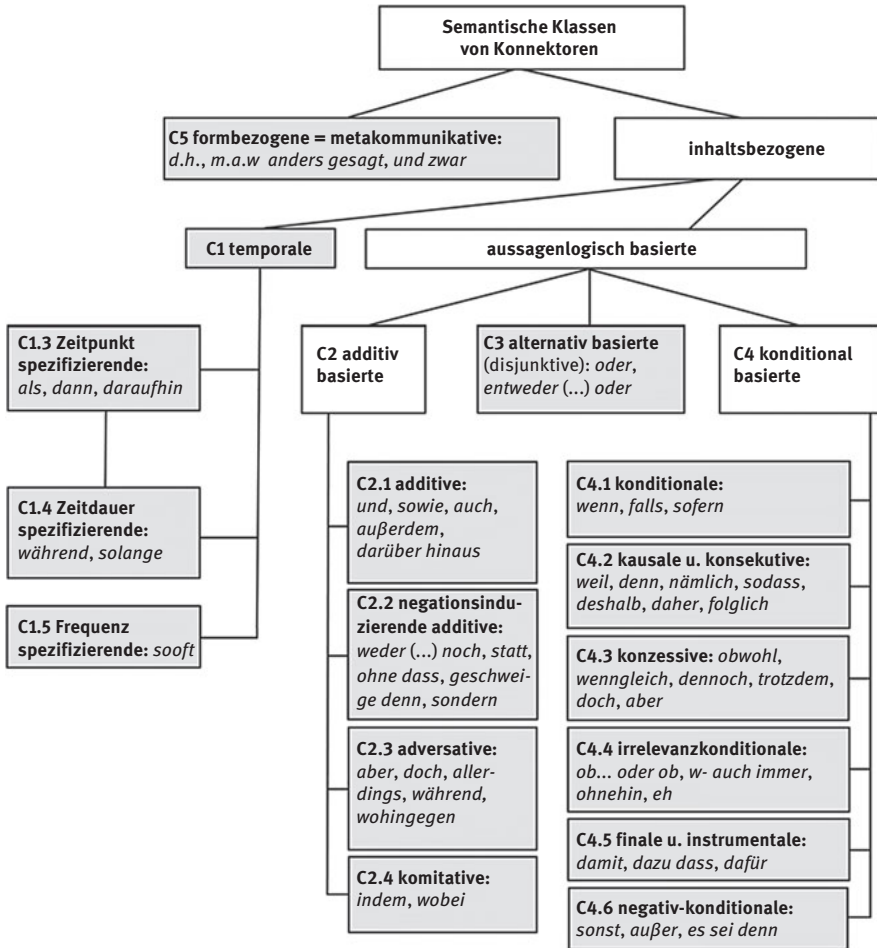 Semantische Klassen
von Konnektoren
C5 formbezogene = metakommunikative:
d.h., m.a.w anders gesagt, und zwar
inhaltsbezogene
C1 temporale
aussagenlogisch basierte
C1.3 Zeitpunkt
spezifizierende:
als, dann, daraufhin
C2 additiv
basierte
C3 alternativ basierte
(disjunktive): oder,
entweder (...) oder
C4 konditional
basierte
C1.4 Zeitdauer
spezifizierende:
während, solange
C1.5 Frequenz
spezifizierende: sooft
C2.1 additive:
und, sowie, auch,
außerdem,
darüber hinaus
C2.2 negationsindu-
zierende additive:
weder (...) noch, statt,
ohne dass, geschwei-
ge denn, sondern
C2.3 adversative:
aber, doch, aller-
dings, während,
wohingegen
C2.4 komitative:
indem, wobei
C4.1 konditionale:
wenn, falls, sofern
C4.2 kausale u. konsekutive:
weil, denn, nämlich, sodass,
deshalb, daher, folglich
C4.3 konzessive: obwohl,
wenngleich, dennoch, trotzdem,
doch, aber
C4.4 irrelevanzkonditionale:
ob... oder ob, w- auch immer,
ohnehin, eh
C4.5 finale u. instrumentale:
damit, dazu dass, dafür
C4.6 negativ-konditionale:
sonst, außer, es sei denn